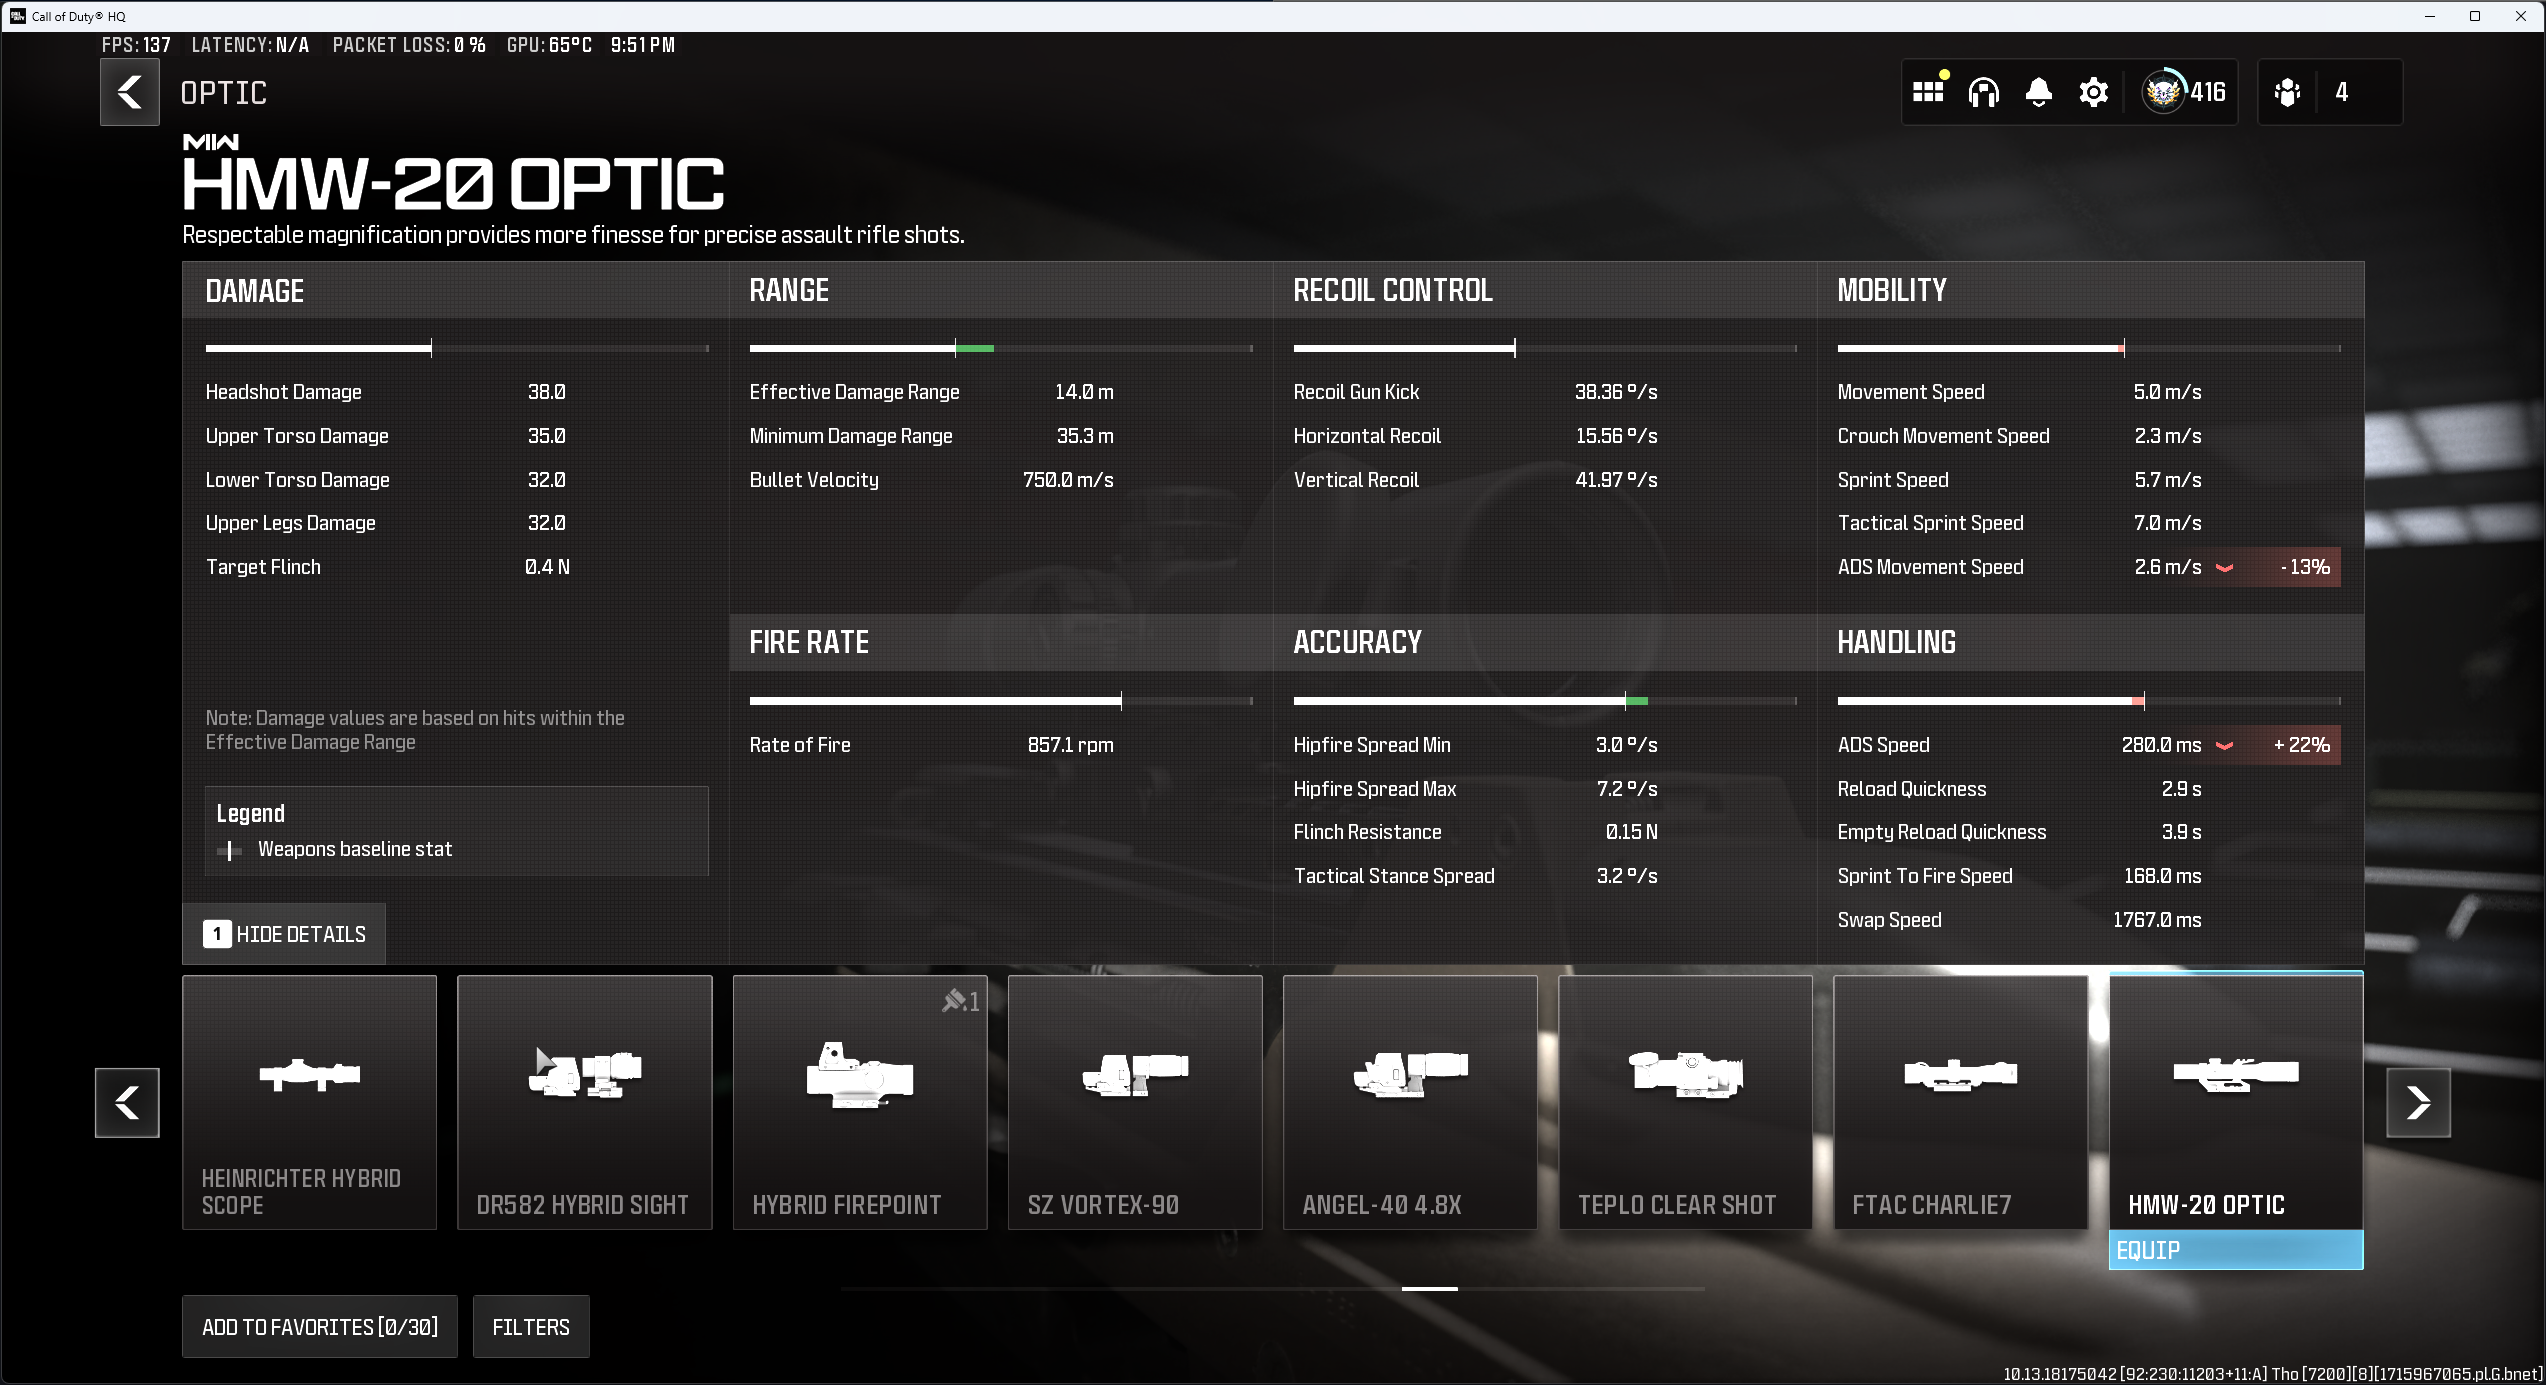 Call of Duty® HQ
FPS: 137 LATENCY: N/A PACKET LOSS: 0 % GPU: 65°C 9:51 PM
OPTIC
416
4
MW
HMW-20 OPTIC
Respectable magnification provides more finesse for precise assault rifle shots.
DAMAGE
Headshot Damage 38.0
Upper Torso Damage 35.0
Lower Torso Damage 32.0
Upper Legs Damage 32.0
Target Flinch 0.4 N
Note: Damage values are based on hits within the
Effective Damage Range
Legend
Weapons baseline stat
1 HIDE DETAILS
RANGE
Effective Damage Range 14.0 m
Minimum Damage Range 35.3 m
Bullet Velocity 750.0 m/s
FIRE RATE
Rate of Fire 857.1 rpm
RECOIL CONTROL
Recoil Gun Kick 38.36 º/s
Horizontal Recoil 15.56 º/s
Vertical Recoil 41.97 º/s
ACCURACY
Hipfire Spread Min 3.0 º/s
Hipfire Spread Max 7.2 º/s
Flinch Resistance 0.15 N
Tactical Stance Spread 3.2 º/s
MOBILITY
Movement Speed 5.0 m/s
Crouch Movement Speed 2.3 m/s
Sprint Speed 5.7 m/s
Tactical Sprint Speed 7.0 m/s
ADS Movement Speed 2.6 m/s - 13%
HANDLING
ADS Speed 280.0 ms + 22%
Reload Quickness 2.9 s
Empty Reload Quickness 3.9 s
Sprint To Fire Speed 168.0 ms
Swap Speed 1767.0 ms
HEINRICHTER HYBRID
SCOPE
DR582 HYBRID SIGHT
.1
HYBRID FIREPOINT
SZ VORTEX-90
ANGEL-40 4.8X
TEPLO CLEAR SHOT
FTAC CHARLIE7
HMW-20 OPTIC
EQUIP
ADD TO FAVORITES [0/30]
FILTERS
10.13.18175042 [92:230:11203+11:A] Tho [7200][8][1715967065.pl.G.bnet]